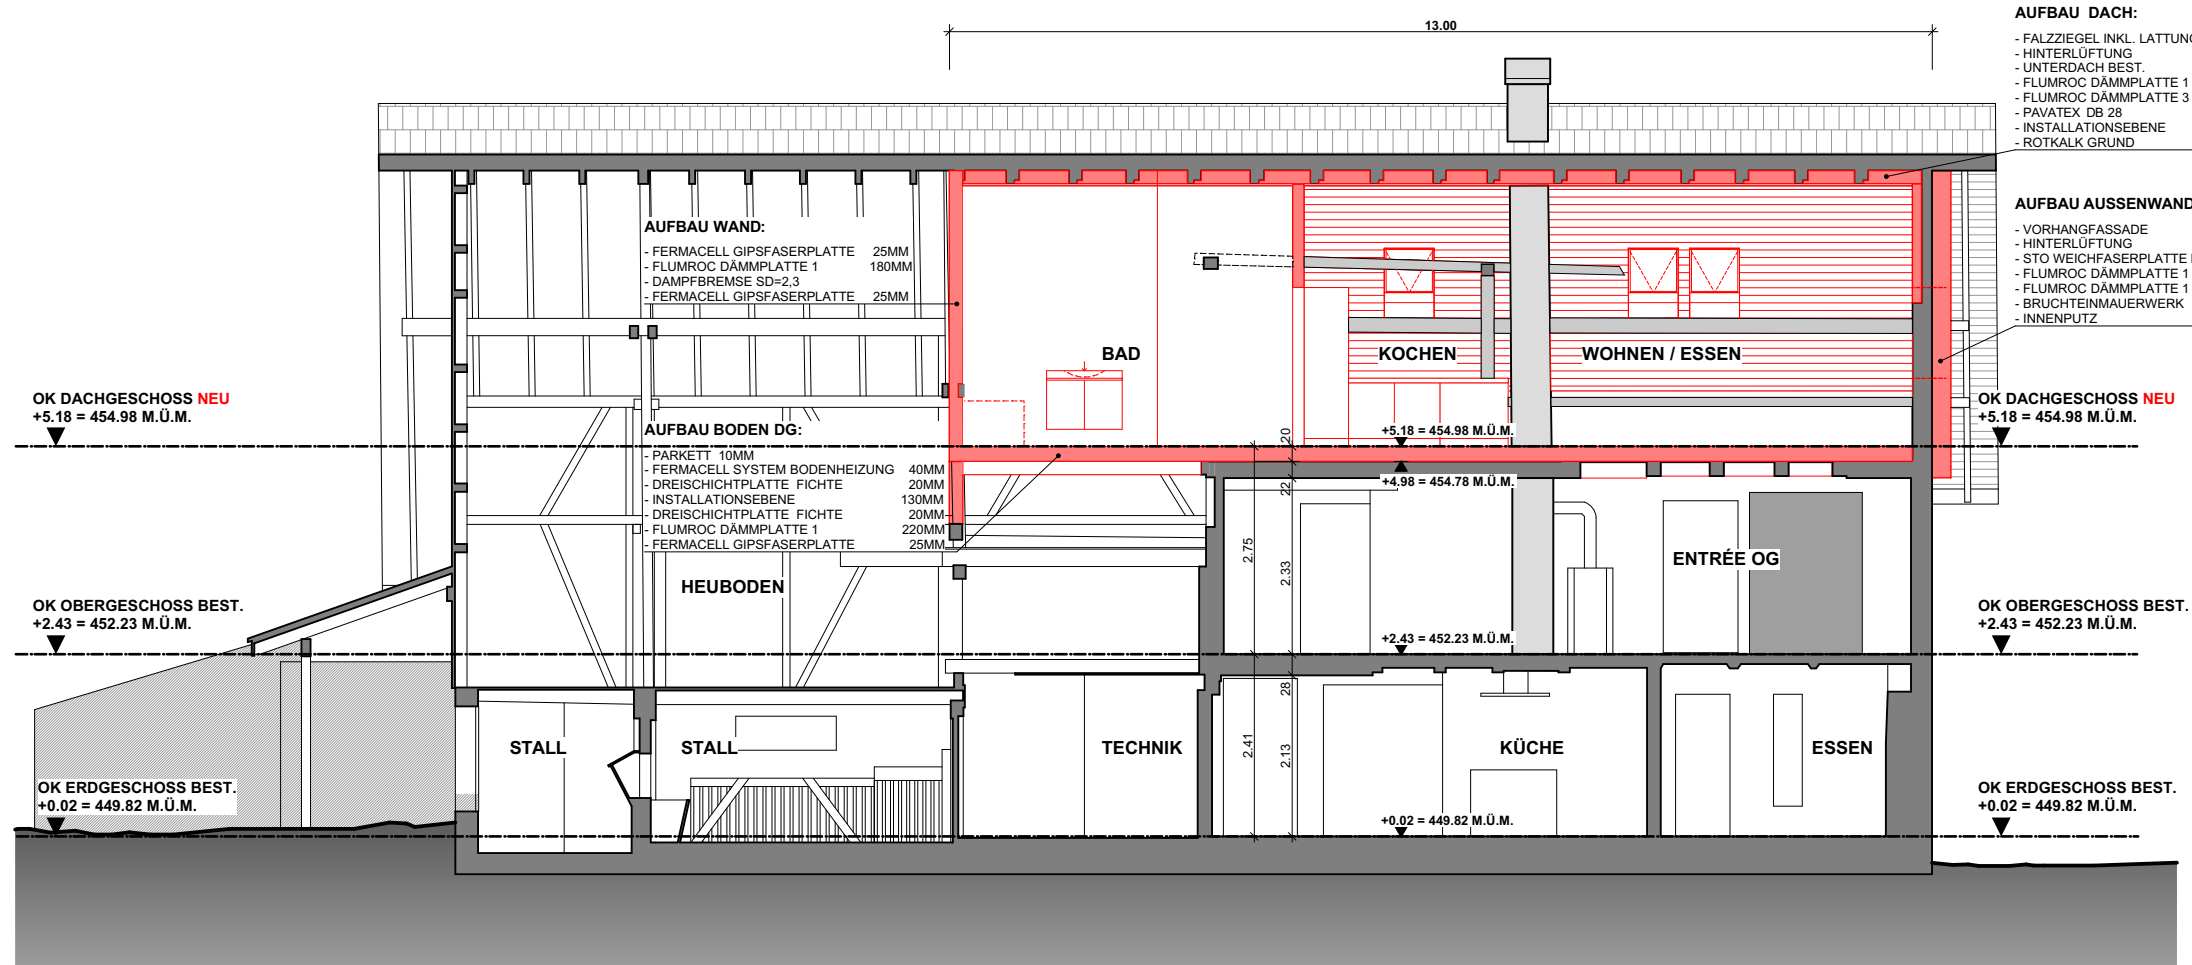 13.00
AUFBAU DACH:
- FALZZIEGEL INKL. LATTUNG
- HINTERLÜFTUNG
- UNTERDACH BEST.
- FLUMROC DÄMMPLATTE 1
- FLUMROC DÄMMPLATTE 3
- PAVATEX DB 28
- INSTALLATIONSEBENE
- ROTKALK GRUND
AUFBAU AUSSENWAND
- VORHANGFASSADE
- HINTERLÜFTUNG
- STO WEICHFASERPLATTE
- FLUMROC DÄMMPLATTE 1
- FLUMROC DÄMMPLATTE 1
- BRUCHTEINMAUERWERK
- INNENPUTZ
AUFBAU WAND:
- FERMACELL GIPSFASERPLATTE 25MM
- FLUMROC DÄMMPLATTE 1 180MM
- DAMPFBREMSE SD=2,3
- FERMACELL GIPSFASERPLATTE 25MM
BAD
KOCHEN
WOHNEN / ESSEN
OK DACHGESCHOSS NEU
+5.18 = 454.98 M.Ü.M.
OK DACHGESCHOSS NEU
+5.18 = 454.98 M.Ü.M.
AUFBAU BODEN DG:
- PARKETT 10MM
- FERMACELL SYSTEM BODENHEIZUNG 40MM
- DREISCHICHTPLATTE FICHTE 20MM
- INSTALLATIONSEBENE 130MM
- DREISCHICHTPLATTE FICHTE 20MM
- FLUMROC DÄMMPLATTE 1 220MM
- FERMACELL GIPSFASERPLATTE 25MM
+5.18 = 454.98 M.Ü.M.
20
+4.98 = 454.78 M.Ü.M.
22
2.75
2.33
ENTRÉE OG
HEUBODEN
OK OBERGESCHOSS BEST.
+2.43 = 452.23 M.Ü.M.
+2.43 = 452.23 M.Ü.M.
OK OBERGESCHOSS BEST.
+2.43 = 452.23 M.Ü.M.
28
2.41
2.13
STALL
STALL
TECHNIK
KÜCHE
ESSEN
OK ERDGESCHOSS BEST.
+0.02 = 449.82 M.Ü.M.
+0.02 = 449.82 M.Ü.M.
OK ERDGESCHOSS BEST.
+0.02 = 449.82 M.Ü.M.